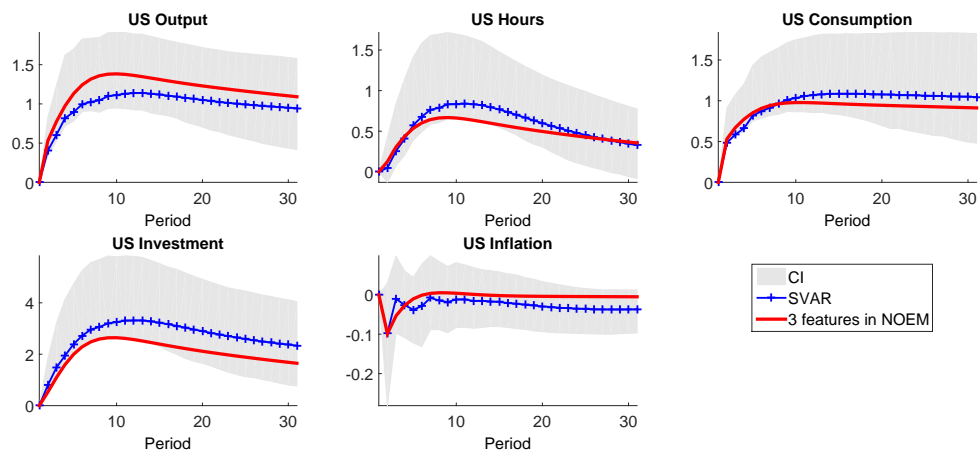 US Output
1.5
1
0.5
0
10
20
30
Period
US Hours
1.5
1
0.5
0
10
20
30
Period
US Consumption
1.5
1
0.5
0
10
20
30
Period
US Investment
4
2
0
10
20
30
Period
US Inflation
0
-0.1
-0.2
10
20
30
Period
CI
SVAR
3 features in NOEM